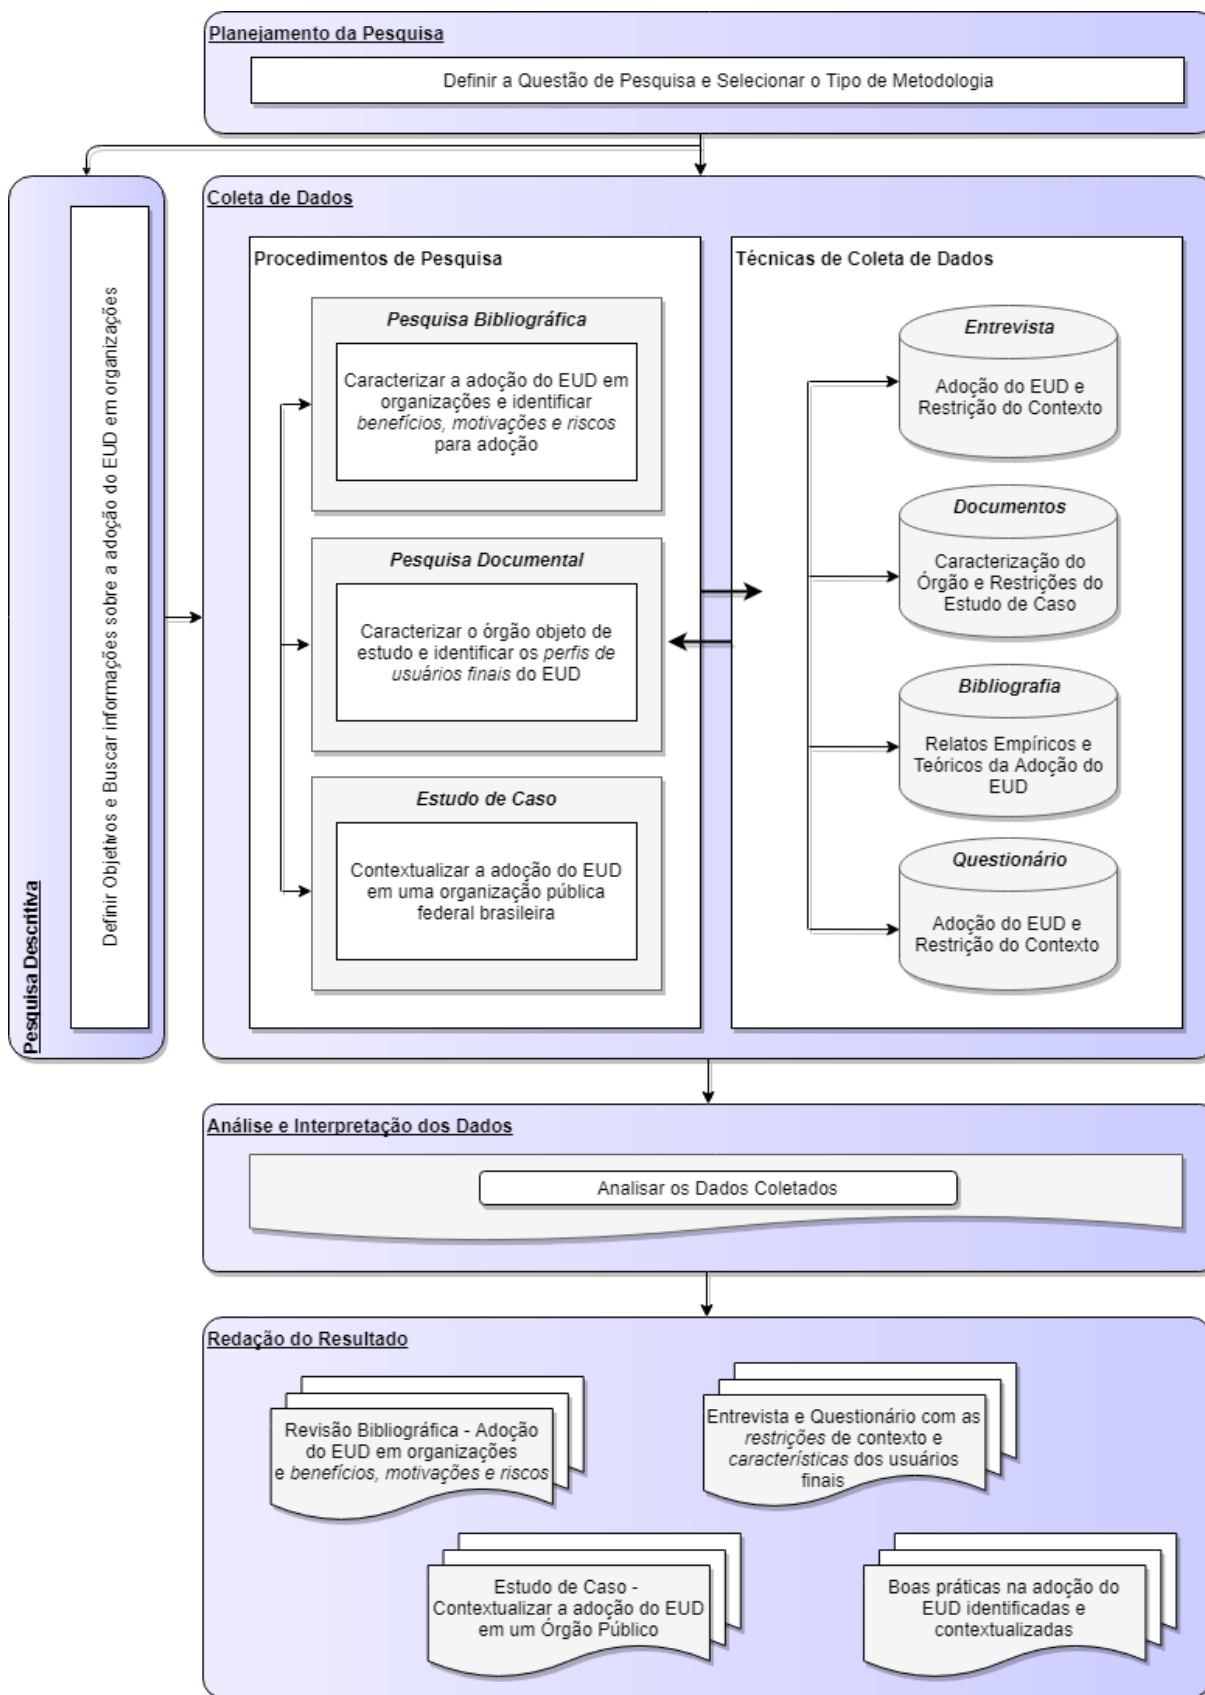 Planejamento da Pesquisa
Definir a Questão de Pesquisa e Selecionar o Tipo de Metodologia
Pesquisa Descritiva
Definir Objetivos e Buscar informações sobre a adoção do EUD em organizações
Coleta de Dados
Procedimentos de Pesquisa
Pesquisa Bibliográfica
Caracterizar a adoção do EUD em
organizações e identificar
benefícios, motivações e riscos
para adoção
Pesquisa Documental
Caracterizar o órgão objeto de
estudo e identificar os perfis de
usuários finais do EUD
Estudo de Caso
Contextualizar a adoção do EUD
em uma organização pública
federal brasileira
Técnicas de Coleta de Dados
Entrevista
Adoção do EUD e
Restrição do Contexto
Documentos
Caracterização do
Órgão e Restrições do
Estudo de Caso
Bibliografia
Relatos Empíricos e
Teóricos da Adoção do
EUD
Questionário
Adoção do EUD e
Restrição do Contexto
Análise e Interpretação dos Dados
Analisar os Dados Coletados
Redação do Resultado
Revisão Bibliográfica - Adoção
do EUD em organizações
e benefícios, motivações e riscos
Entrevista e Questionário com as
restrições de contexto e
características dos usuários
finais
Estudo de Caso -
Contextualizar a adoção do EUD
em um Órgão Público
Boas práticas na adoção do
EUD identificadas e
contextualizadas